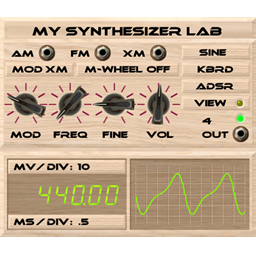 MY SYNTHESIZER LAB
AM FM XM SINE
MOD XM M-WHEEL OFF KBRD
ADSR
VIEW
4
MOD FREQ FINE VOL OUT
MV/DIV: 10
440.00
MS/DIV: .5